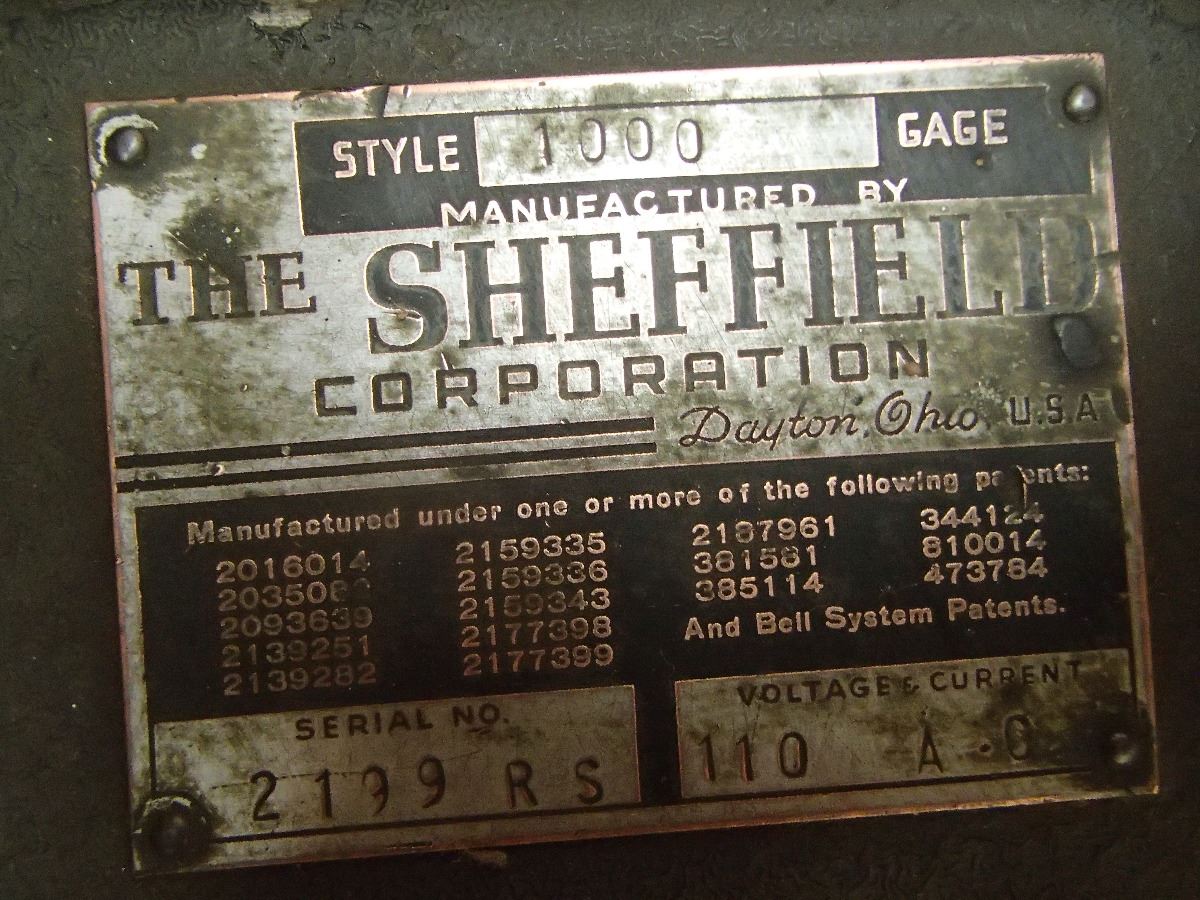 STYLE 1000 GAGE
MANUFACTURED BY
THE SHEFFIELD
CORPORATION
Dayton, Ohio, U.S.A
Manufactured under one or more of the following patents:
2016014 2159335 2187961 344124
2159336 381581 810014
2093639 2159343 385114 473784
2139251 2177398 And Bell System Patents.
2139282 2177399
SERIAL NO. VOLTAGE & CURRENT
2199 RS 110 A.C